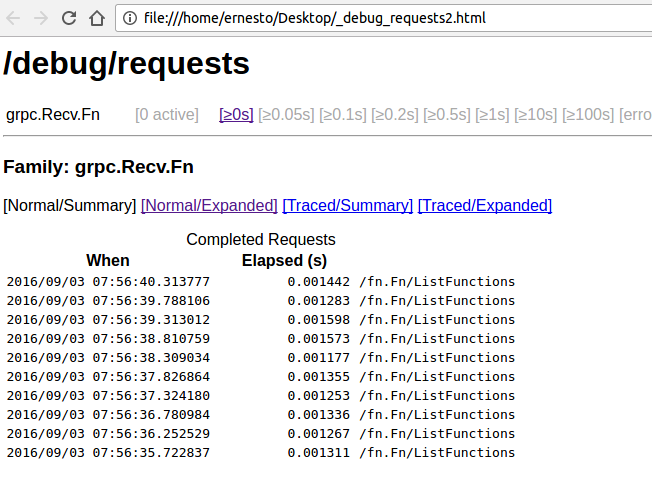 file:///home/ernesto/Desktop/_debug_requests2.html
/debug/requests
grpc.Recv.Fn [0 active] [≥0s] [≥0.05s] [≥0.1s] [≥0.2s] [≥0.5s] [≥1s] [≥10s] [≥100s] [erro
Family: grpc.Recv.Fn
[Normal/Summary] [Normal/Expanded] [Traced/Summary] [Traced/Expanded]
Completed Requests
When Elapsed (s)
2016/09/03 07:56:40.313777 0.001442 /fn.Fn/ListFunctions
2016/09/03 07:56:39.788106 0.001283 /fn.Fn/ListFunctions
2016/09/03 07:56:39.313012 0.001598 /fn.Fn/ListFunctions
2016/09/03 07:56:38.810759 0.001573 /fn.Fn/ListFunctions
2016/09/03 07:56:38.309034 0.001177 /fn.Fn/ListFunctions
2016/09/03 07:56:37.826864 0.001355 /fn.Fn/ListFunctions
2016/09/03 07:56:37.324180 0.001253 /fn.Fn/ListFunctions
2016/09/03 07:56:36.780984 0.001336 /fn.Fn/ListFunctions
2016/09/03 07:56:36.252529 0.001267 /fn.Fn/ListFunctions
2016/09/03 07:56:35.722837 0.001311 /fn.Fn/ListFunctions